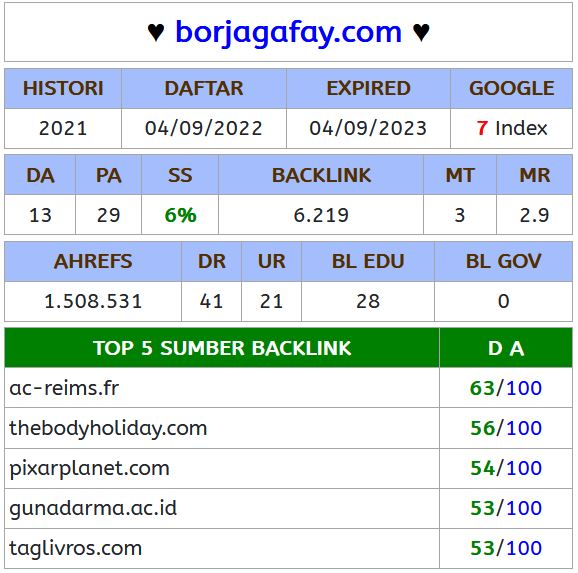 ♥ borjagafay.com ♥
HISTORI DAFTAR EXPIRED GOOGLE
2021 04/09/2022 04/09/2023 7 Index
DA PA SS BACKLINK MT MR
13 29 6% 6.219 3 2.9
AHREFS DR UR BL EDU BL GOV
1.508.531 41 21 28 0
TOP 5 SUMBER BACKLINK D A
ac-reims.fr 63/100
thebodyholiday.com 56/100
pixarplanet.com 54/100
gunadarma.ac.id 53/100
taglivros.com 53/100